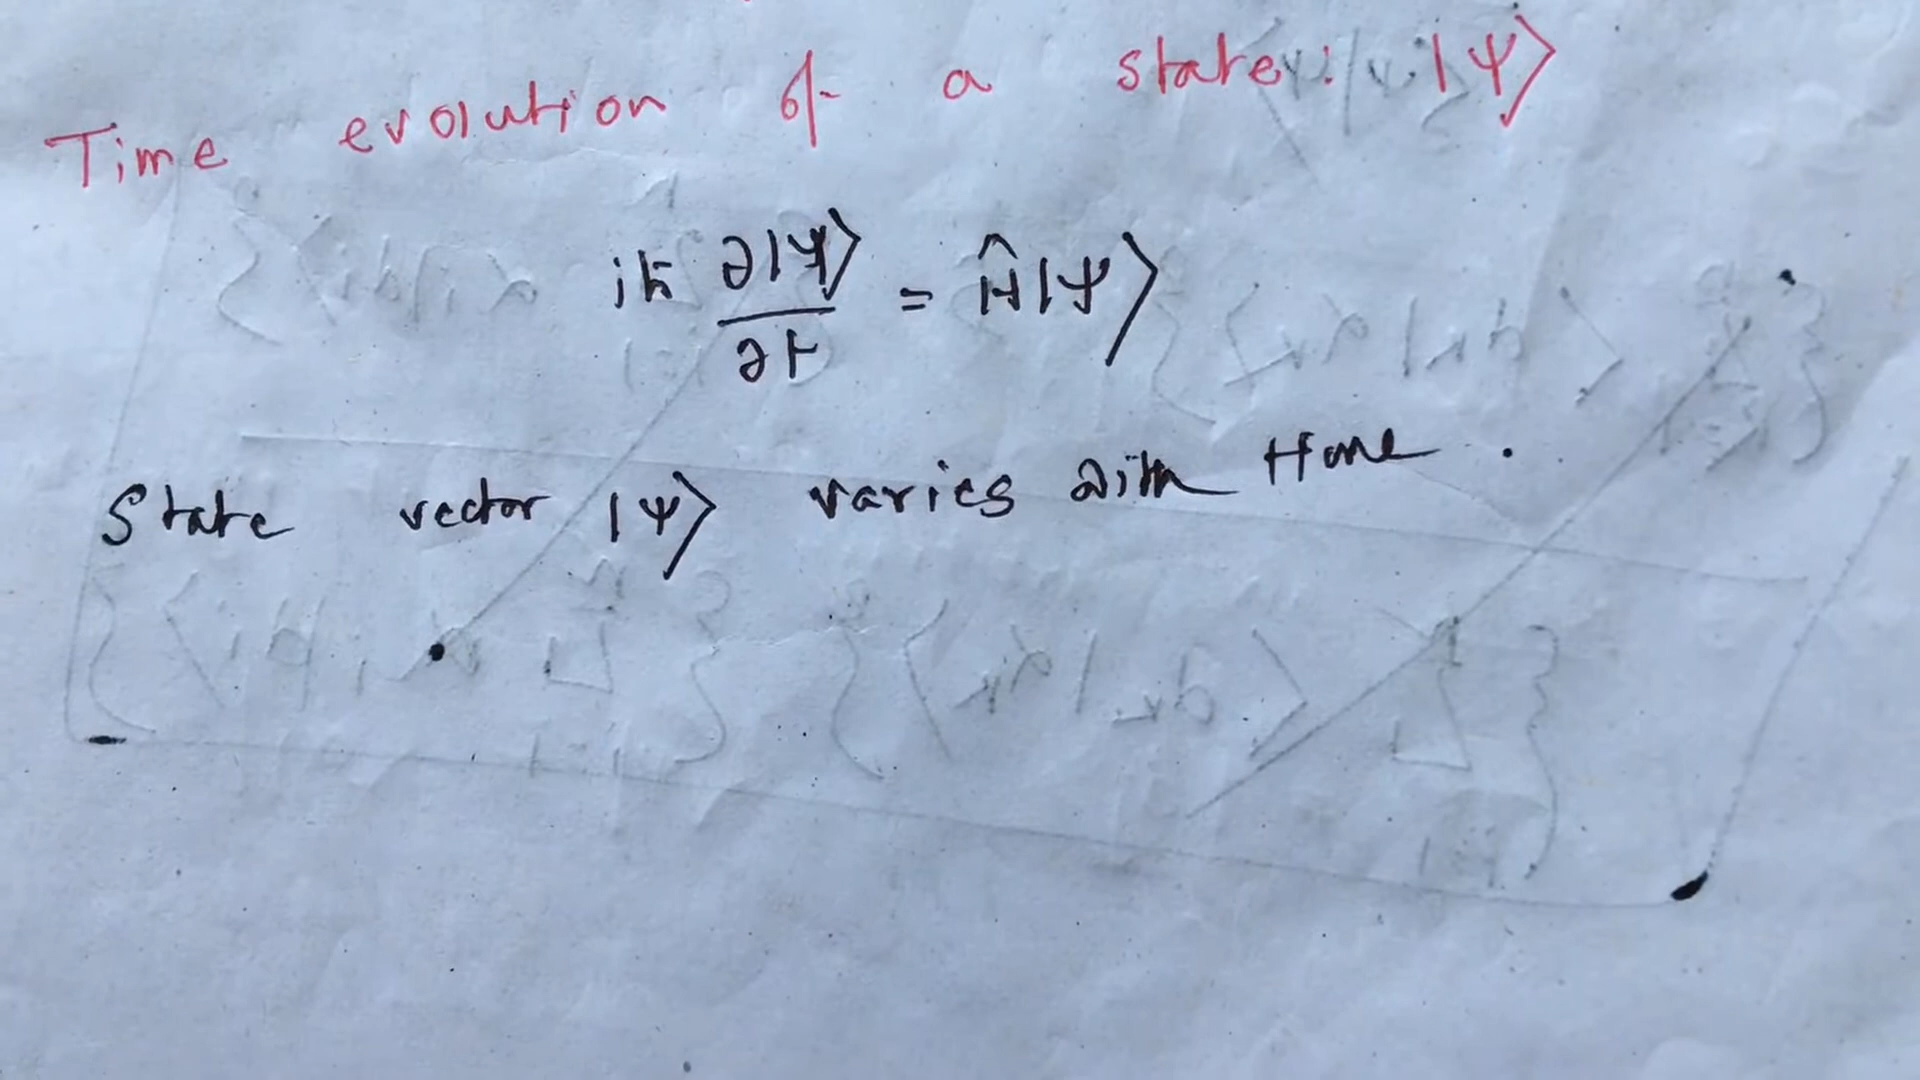 Time evolution of a state: |ψ⟩
iℏ ∂|ψ⟩/∂t = Ĥ|ψ⟩
State vector |ψ⟩ varies with time.